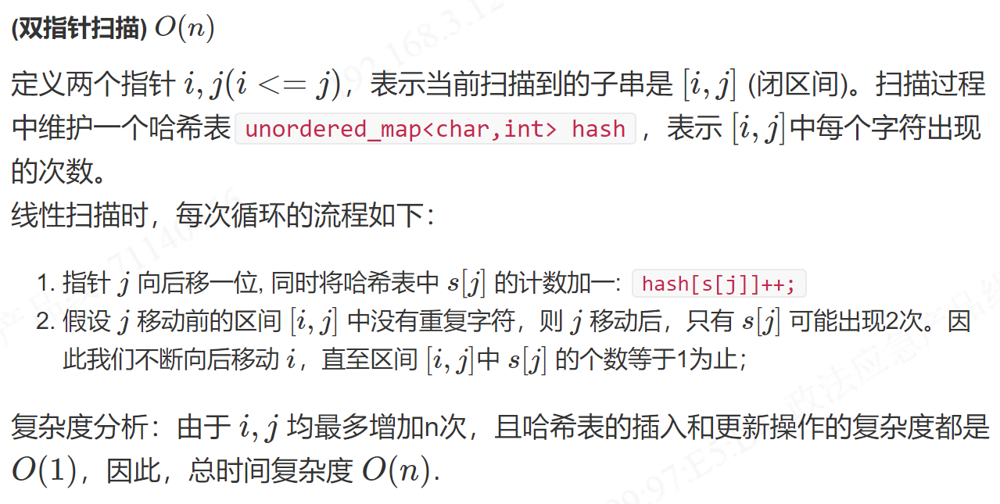 (双指针扫描) O(n)
定义两个指针 i, j(i <= j)，表示当前扫描到的子串是 [i, j] (闭区间)。扫描过程
中维护一个哈希表 unordered_map<char,int> hash ，表示 [i, j]中每个字符出现
的次数。
线性扫描时，每次循环的流程如下：
1. 指针 j 向后移一位, 同时将哈希表中 s[j] 的计数加一: hash[s[j]]++;
2. 假设 j 移动前的区间 [i, j] 中没有重复字符，则 j 移动后，只有 s[j] 可能出现2次。因
此我们不断向后移动 i，直至区间 [i, j]中 s[j] 的个数等于1为止；
复杂度分析：由于 i, j 均最多增加n次，且哈希表的插入和更新操作的复杂度都是
O(1)，因此，总时间复杂度 O(n).